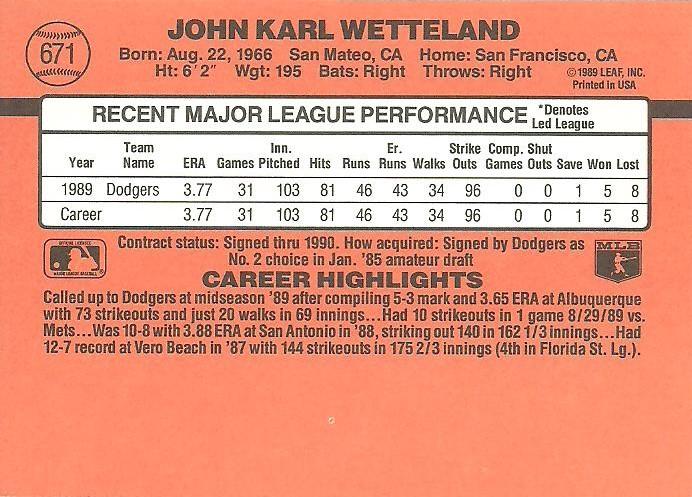 671
JOHN KARL WETTELAND
Born: Aug. 22, 1966 San Mateo, CA Home: San Francisco, CA
Ht: 6' 2" Wgt: 195 Bats: Right Throws: Right
©1989 LEAF, INC.
Printed in USA
RECENT MAJOR LEAGUE PERFORMANCE *Denotes Led League
Year Team Name ERA Games Inn. Pitched Hits Runs Er. Runs Walks Strike Outs Comp. Games Shut Outs Save Won Lost
1989 Dodgers 3.77 31 103 81 46 43 34 96 0 0 1 5 8
Career 3.77 31 103 81 46 43 34 96 0 0 1 5 8
Contract status: Signed thru 1990. How acquired: Signed by Dodgers as
No. 2 choice in Jan. '85 amateur draft
MLB
CAREER HIGHLIGHTS
Called up to Dodgers at midseason '89 after compiling 5-3 mark and 3.65 ERA at Albuquerque
with 73 strikeouts and just 20 walks in 69 innings...Had 10 strikeouts in 1 game 8/29/89 vs.
Mets...Was 10-8 with 3.88 ERA at San Antonio in '88, striking out 140 in 162 1/3 innings...Had
12-7 record at Vero Beach in '87 with 144 strikeouts in 175 2/3 innings (4th in Florida St. Lg.).